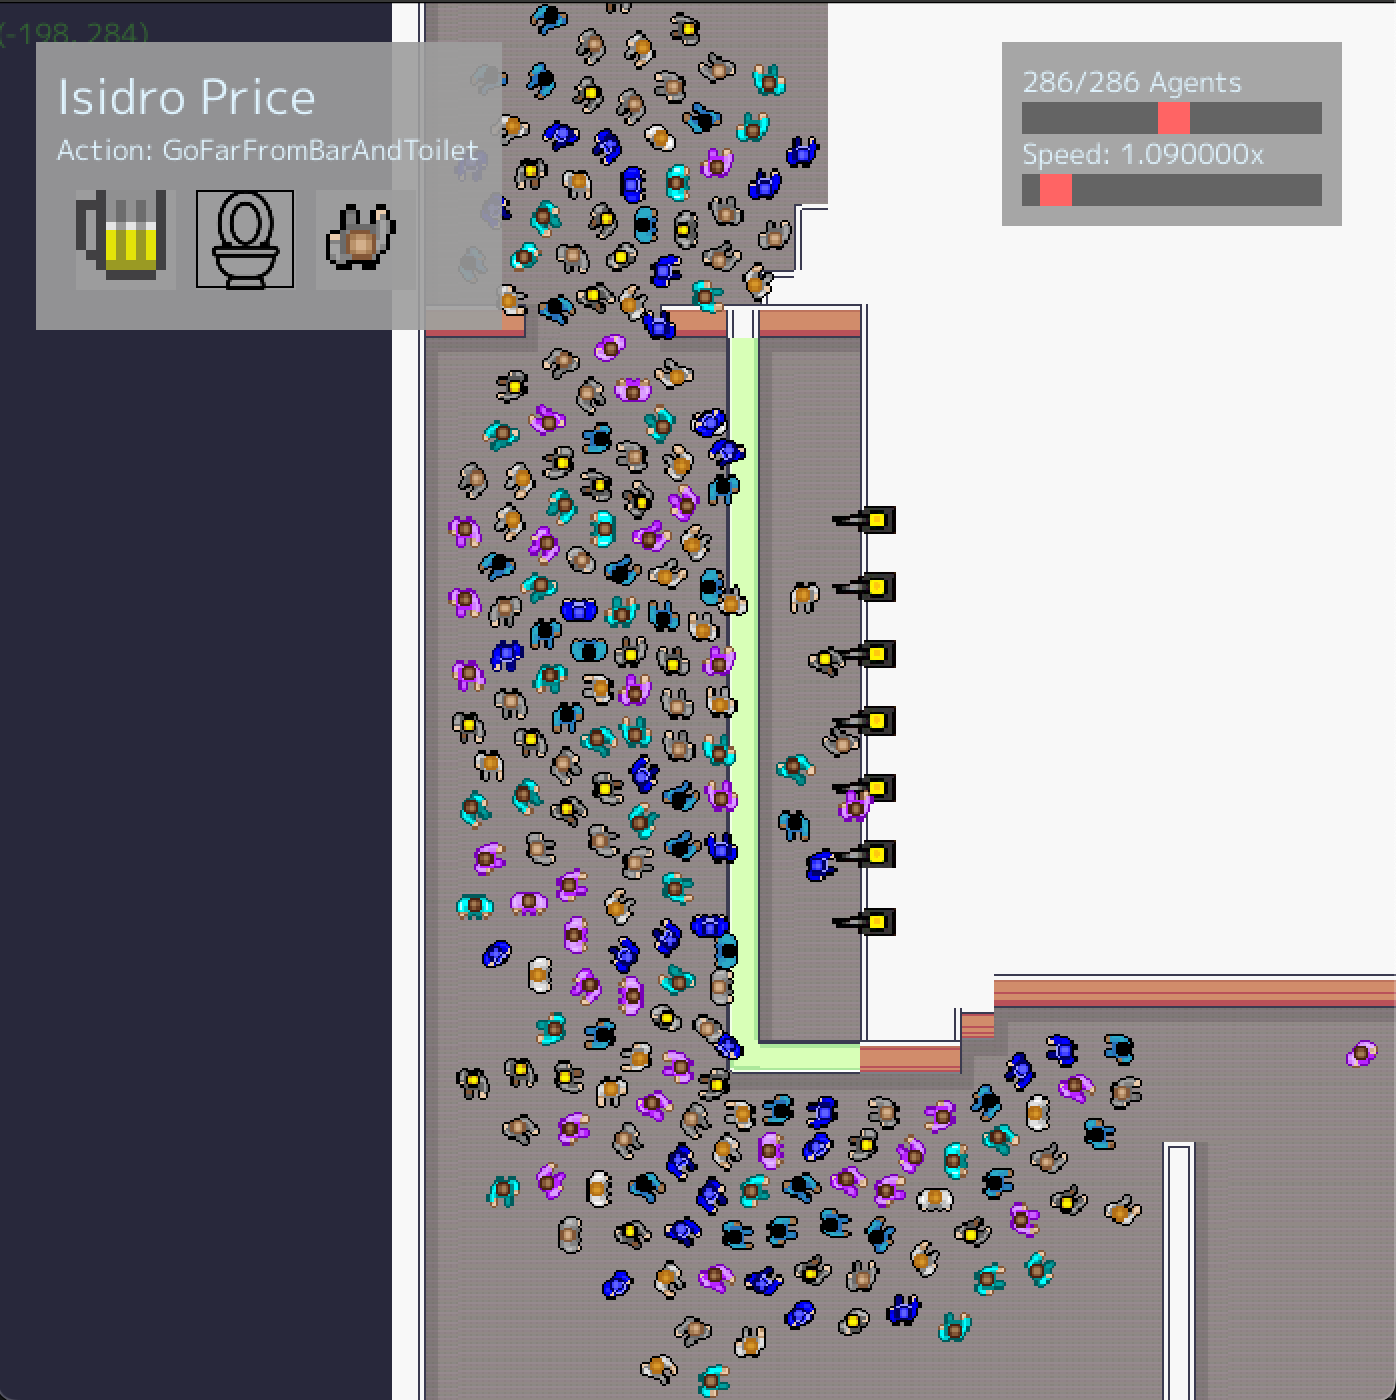 (-198, 284)
Isidro Price
Action: GoFarFromBarAndToilet
286/286 Agents
Speed: 1.090000x